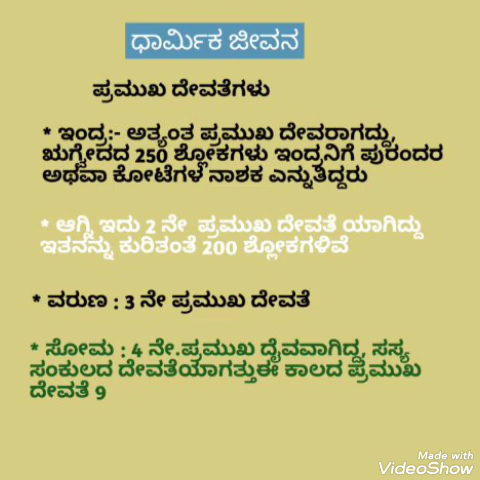 ಧಾರ್ಮಿಕ ಜೀವನ
ಪ್ರಮುಖ ದೇವತೆಗಳು
* ಇಂದ್ರ:- ಅತ್ಯಂತ ಪ್ರಮುಖ ದೇವರಾಗದ್ದು,
ಋಗ್ವೇದದ 250 ಶ್ಲೋಕಗಳು ಇಂದ್ರನಿಗೆ ಪುರಂದರ
ಅಥವಾ ಕೋಟೆಗಳ ನಾಶಕ ಎನ್ನುತಿದ್ದರು
* ಆಗ್ನಿ ಇದು 2 ನೇ ಪ್ರಮುಖ ದೇವತೆ ಯಾಗಿದ್ದು
ಇತನನ್ನು ಕುರಿತಂತೆ 200 ಶ್ಲೋಕಗಳಿವೆ
* ವರುಣ : 3 ನೇ ಪ್ರಮುಖ ದೇವತೆ
* ಸೋಮ : 4 ನೇ.ಪ್ರಮುಖ ದೈವವಾಗಿದ್ದ, ಸಸ್ಯ
ಸಂಕುಲದ ದೇವತೆಯಾಗತ್ತುಈ ಕಾಲದ ಪ್ರಮುಖ
ದೇವತೆ 9
Made with
VideoShow